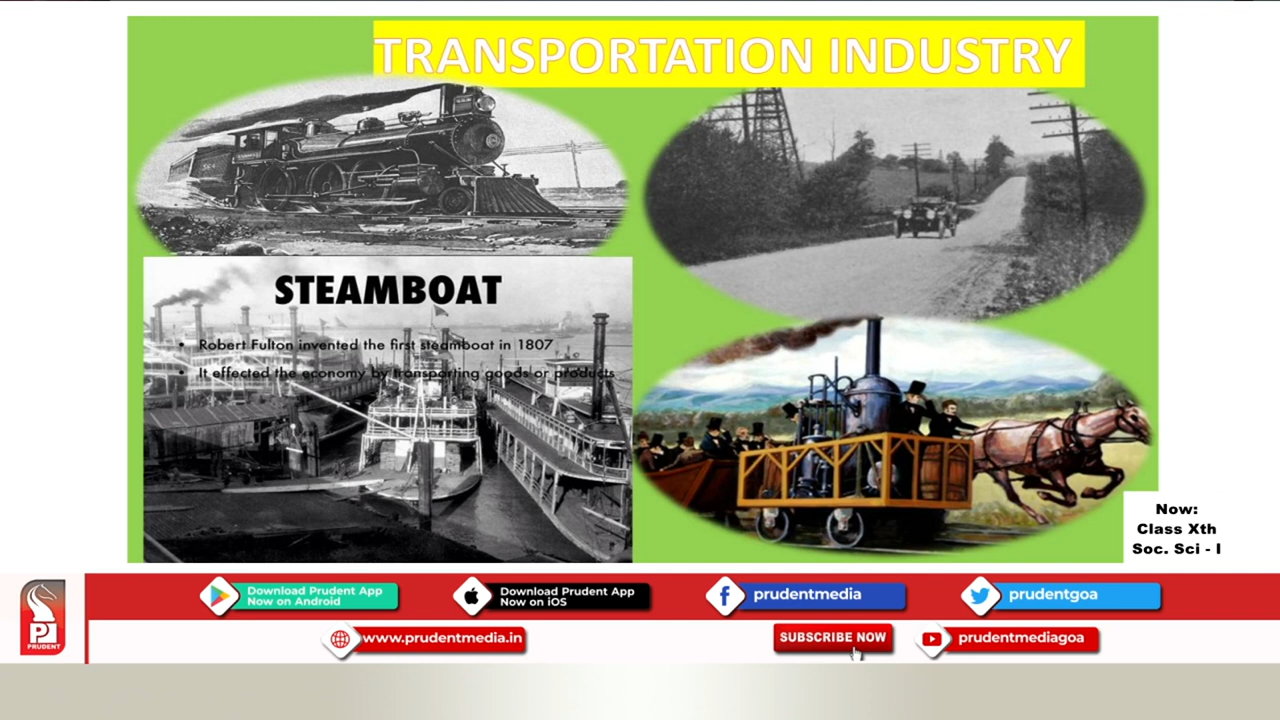 TRANSPORTATION INDUSTRY
STEAMBOAT
• Robert Fulton invented the first steamboat in 1807
• It effected the economy by transporting goods or products
Now:
Class Xth
Soc. Sci - I
Download Prudent App
Now on Android
Download Prudent App
Now on iOS
prudentmedia
prudentgoa
PRUDENT
www.prudentmedia.in
SUBSCRIBE NOW
prudentmediagoa